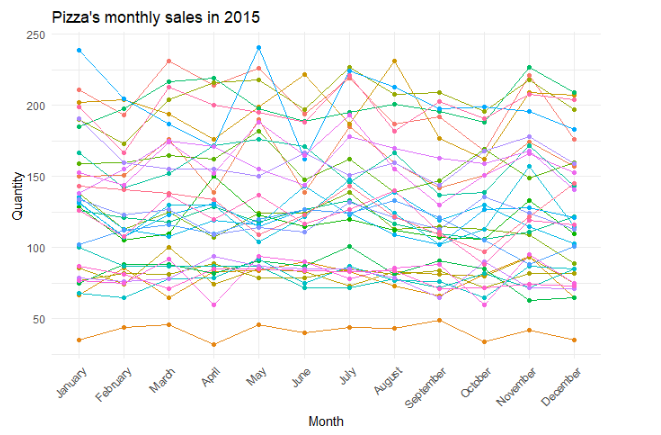 Pizza's monthly sales in 2015
250
200
150
100
50
Quantity
January
February
March
April
May
June
July
August
September
October
November
December
Month